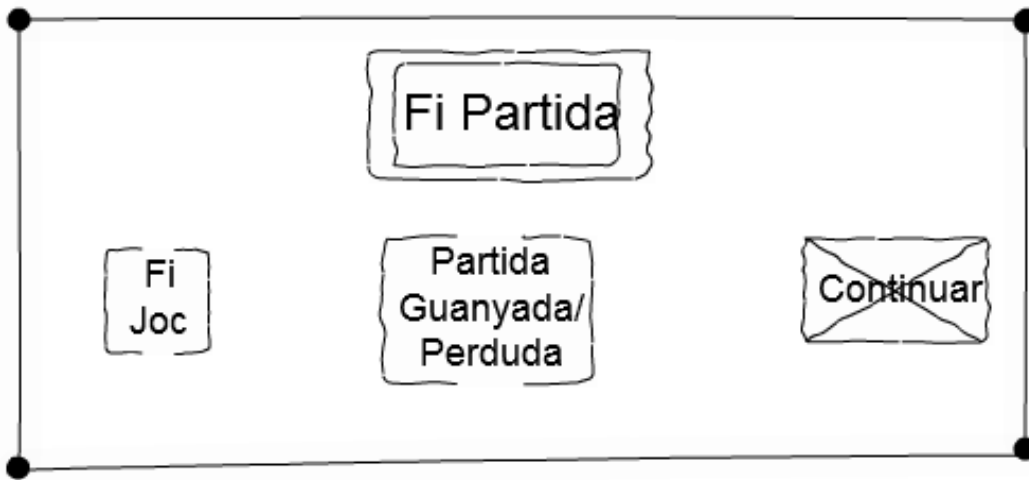 Fi Partida
Fi
Joc
Partida
Guanyada/
Perduda
Continuar